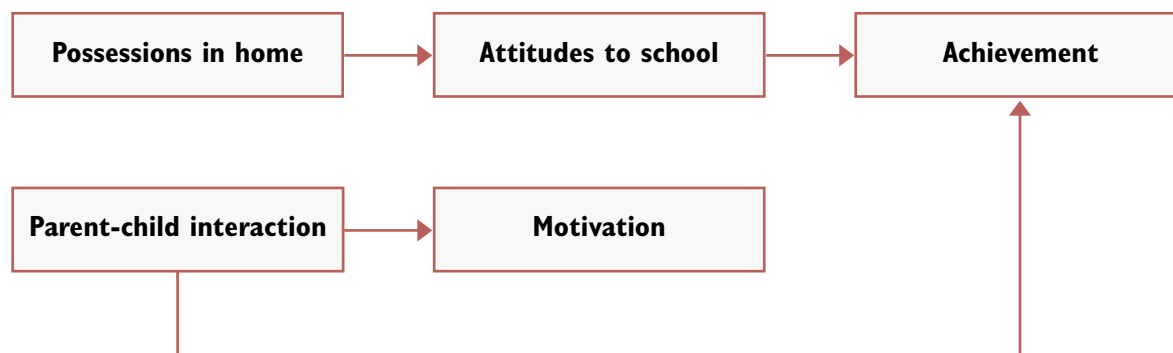 Possessions in home
Attitudes to school
Achievement
Parent-child interaction
Motivation